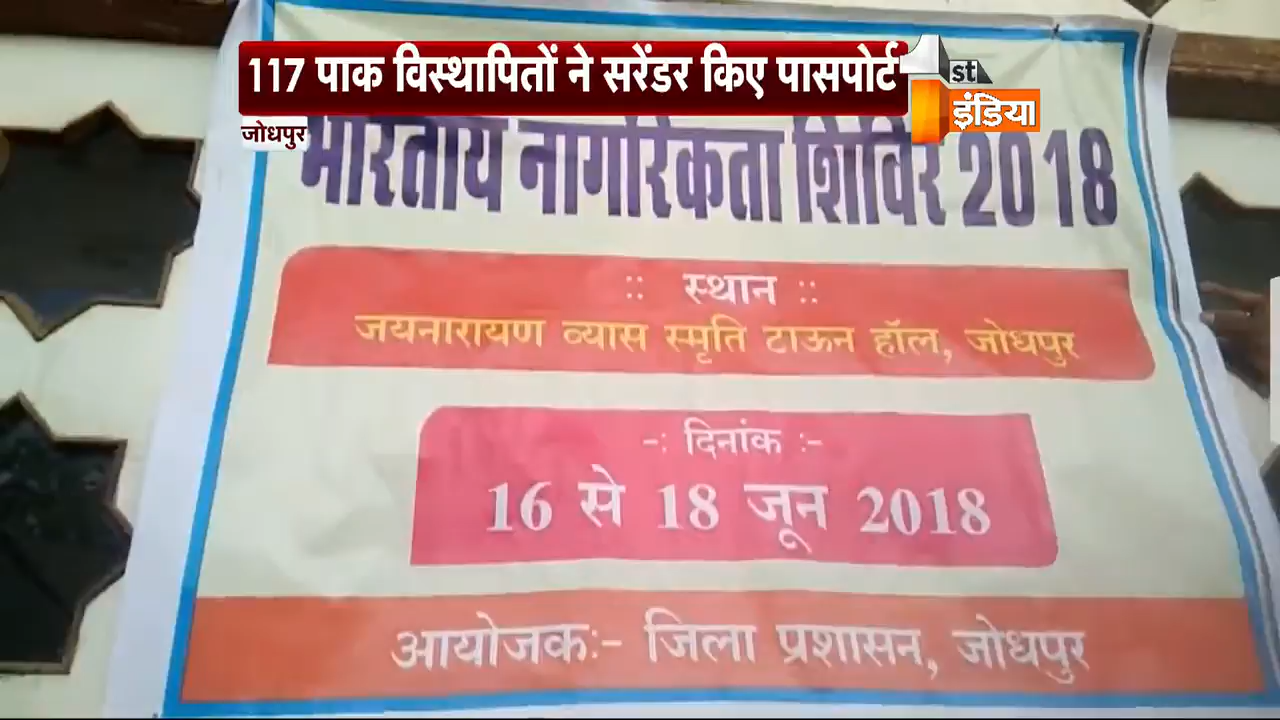 117 पाक विस्थापितों ने सरेंडर किए पासपोर्ट
1st
इंडिया
जोधपुर
भारतीय नागरिकता शिविर 2018
:: स्थान ::
जयनारायण व्यास स्मृति टाऊन हॉल, जोधपुर
-: दिनांक :-
16 से 18 जून 2018
आयोजक:- जिला प्रशासन, जोधपुर